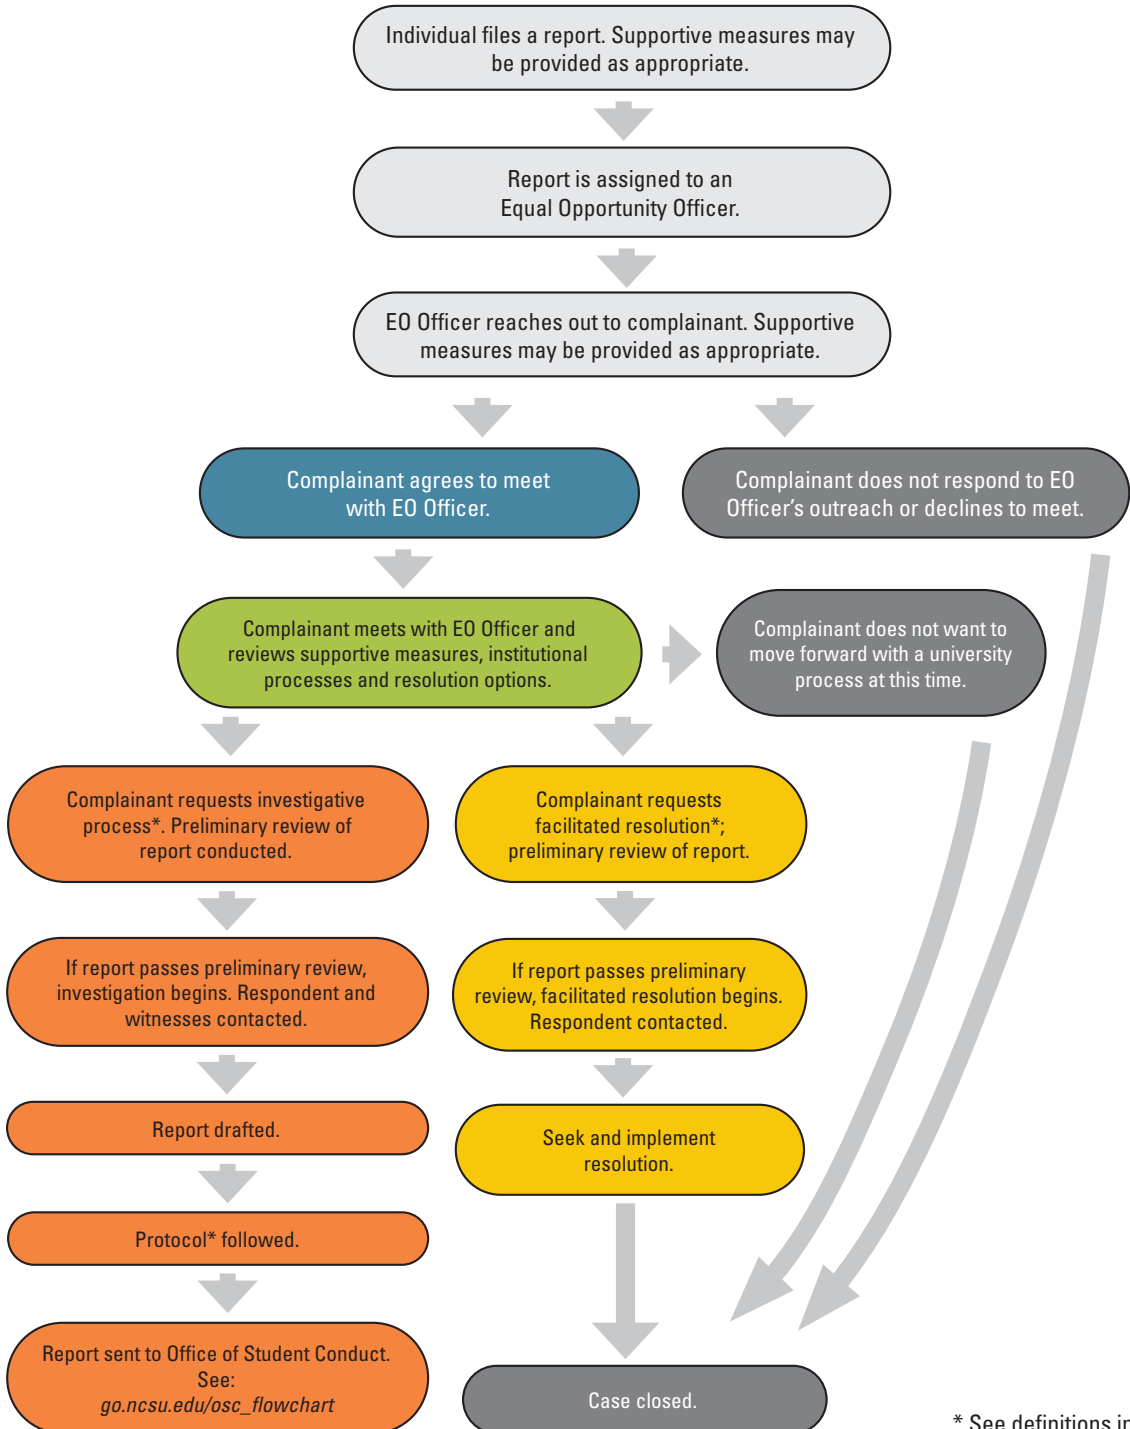 Individual files a report. Supportive measures may
be provided as appropriate.
Report is assigned to an
Equal Opportunity Officer.
EO Officer reaches out to complainant. Supportive
measures may be provided as appropriate.
Complainant agrees to meet
with EO Officer.
Complainant does not respond to EO
Officer's outreach or declines to meet.
Complainant meets with EO Officer and
reviews supportive measures, institutional
processes and resolution options.
Complainant does not want to
move forward with a university
process at this time.
Complainant requests investigative
process*. Preliminary review of
report conducted.
Complainant requests
facilitated resolution*;
preliminary review of report.
If report passes preliminary review,
investigation begins. Respondent and
witnesses contacted.
If report passes preliminary
review, facilitated resolution begins.
Respondent contacted.
Report drafted.
Seek and implement
resolution.
Protocol* followed.
Report sent to Office of Student Conduct.
See:
go.ncsu.edu/osc_flowchart
Case closed.
* See definitions in